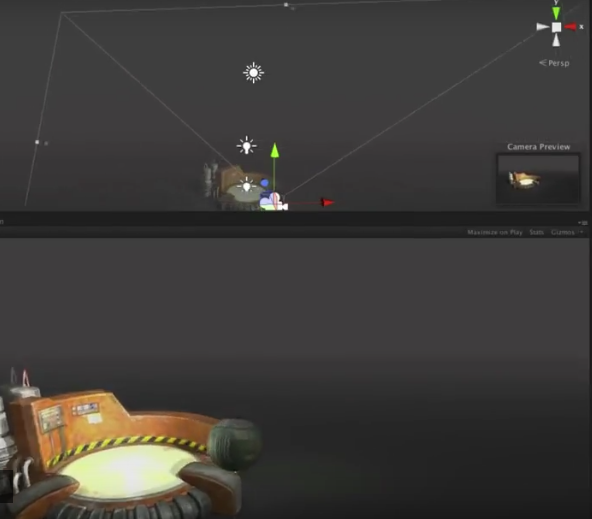 y
x
Persp
Camera Preview
Maximize on Play Stats Gizmos